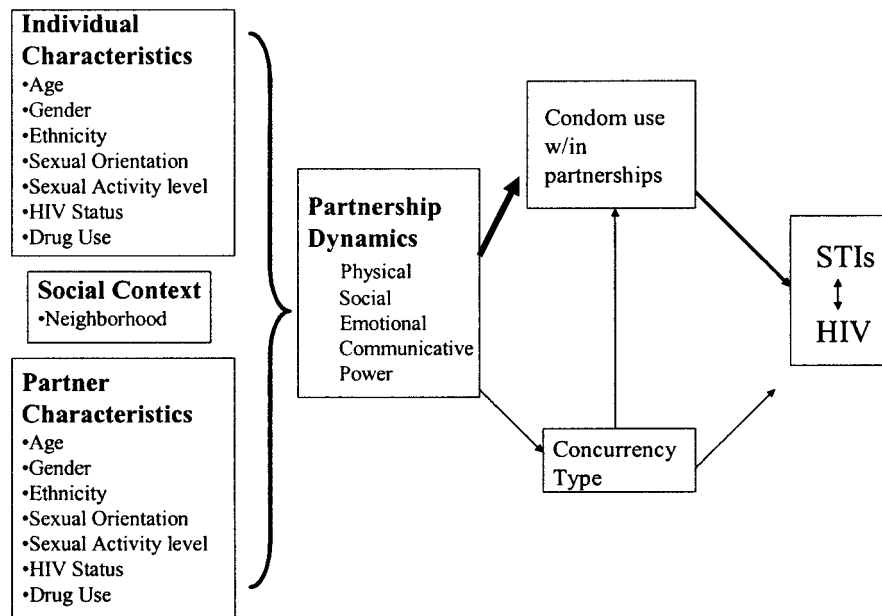 Individual
Characteristics
•Age
•Gender
•Ethnicity
•Sexual Orientation
•Sexual Activity level
•HIV Status
•Drug Use
Social Context
•Neighborhood
Partner
Characteristics
•Age
•Gender
•Ethnicity
•Sexual Orientation
•Sexual Activity level
•HIV Status
•Drug Use
Partnership
Dynamics
Physical
Social
Emotional
Communicative
Power
Condom use
w/in
partnerships
Concurrency
Type
STIs
HIV